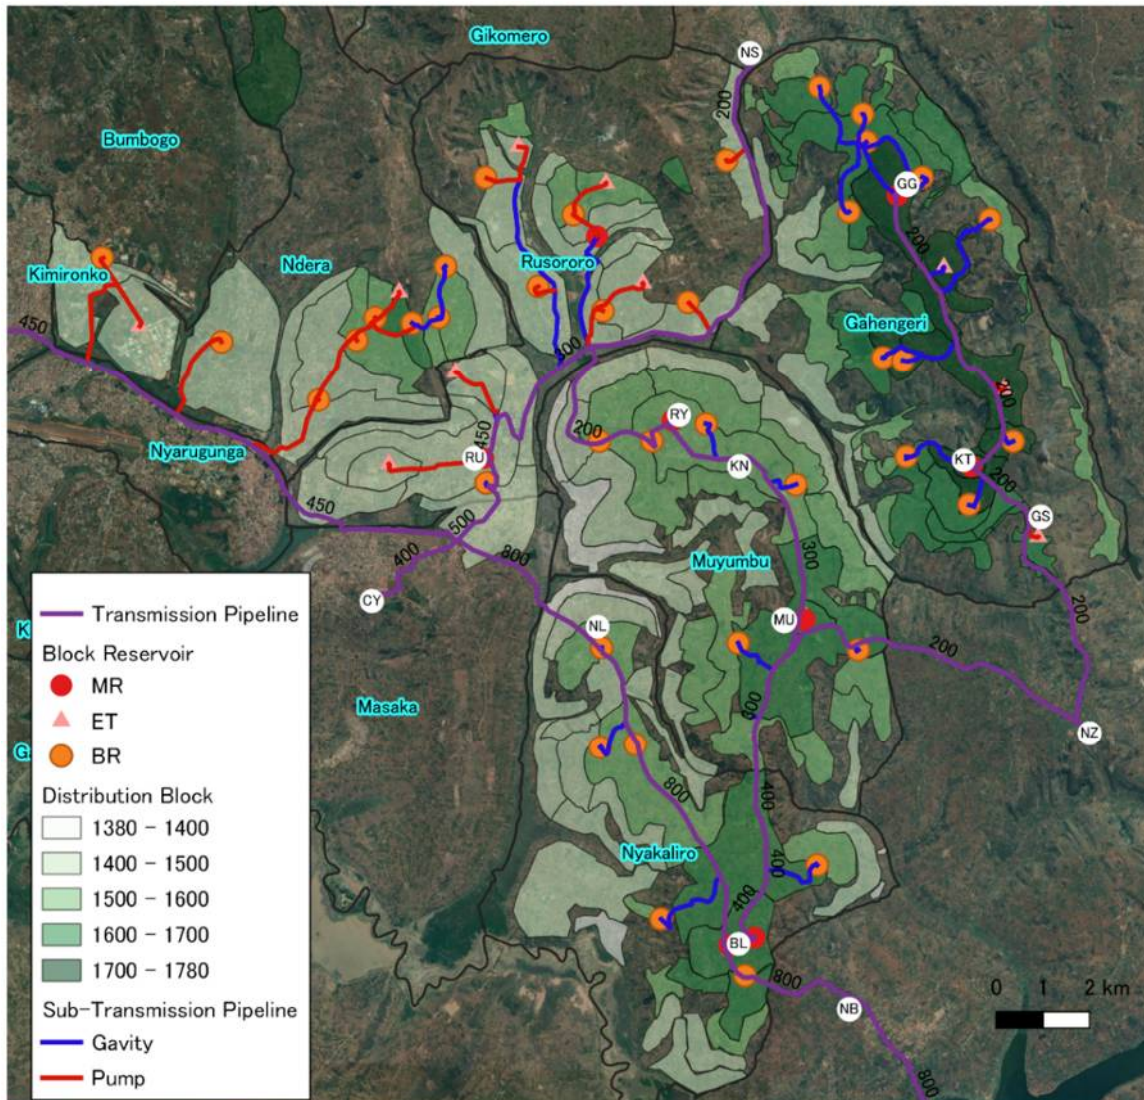 Gikomero
NS
Bumbogo
200
GG
Kimironko
Ndera
Rusororo
200
Gahengeri
450
300
200
Nyarugunga
RU
450
200
RY
KN
KT
200
GS
450
500
800
400
CY
300
Muyumbu
200
NL
MU
200
Masaka
NZ
800
400
Nyakaliro
400
400
BL
800
NB
800
K
G
Transmission Pipeline
Block Reservoir
MR
ET
BR
Distribution Block
1380 - 1400
1400 - 1500
1500 - 1600
1600 - 1700
1700 - 1780
Sub-Transmission Pipeline
Gavity
Pump
0 1 2 km